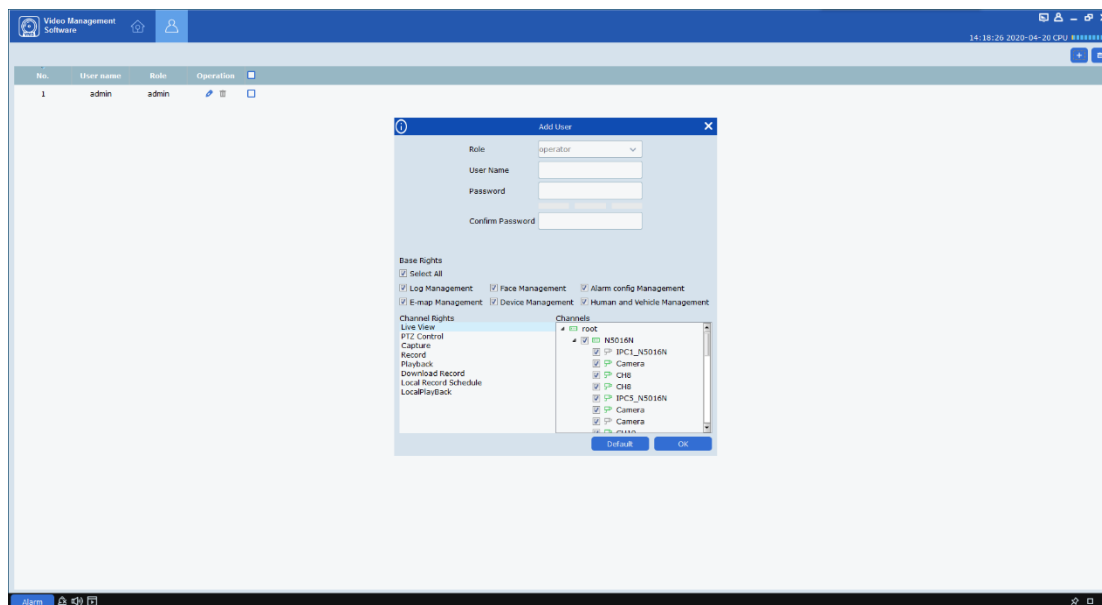 Video Management
Software
14:18:26 2020-04-20 CPU
No. User name Role Operation
1 admin admin
Add User
Role operator
User Name
Password
Confirm Password
Base Rights
Select All
Log Management Face Management Alarm config Management
E-map Management Device Management Human and Vehicle Management
Channel Rights Channels
Live View root
PTZ Control N5016N
Capture IPC1_N5016N
Record Camera
Playback CH8
Download Record CH8
Local Record Schedule IPC5_N5016N
LocalPlayBack Camera
Camera
Default OK
Alarm